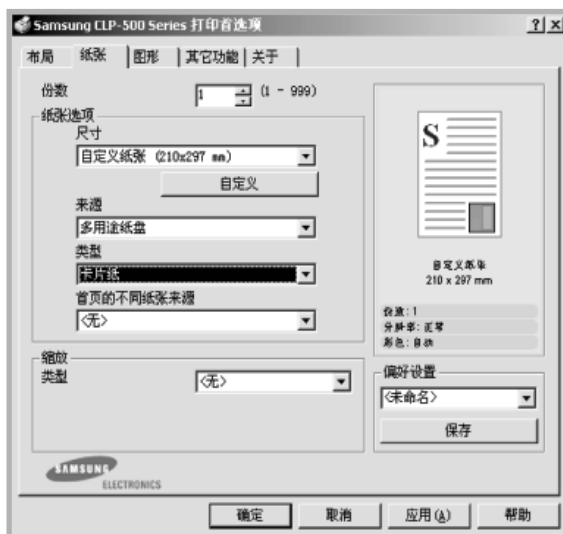 Samsung CLP-500 Series 打印首选项
布局 纸张 图形 其它功能 关于
份数 1 (1 - 999)
纸张选项
尺寸
自定义纸张 (210x297 mm)
自定义
来源
多用途纸盘
类型
卡片纸
首页的不同纸张来源
<无>
缩放
类型 <无>
S
自定义纸张
210 x 297 mm
份数: 1
分辨率: 正常
彩色: 自动
偏好设置
<未命名>
保存
SAMSUNG
ELECTRONICS
确定 取消 应用(A) 帮助